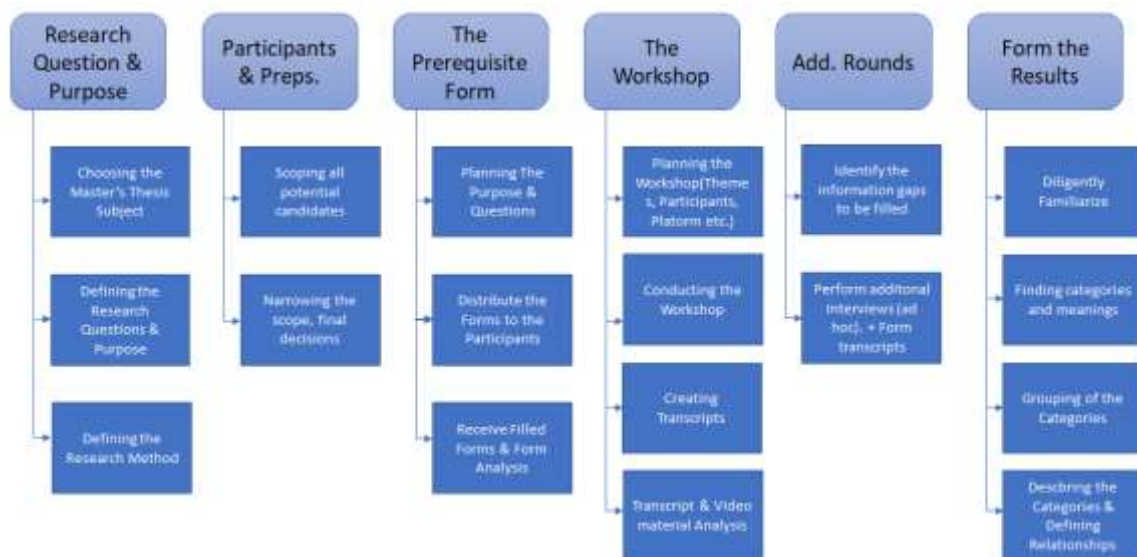 Research
Question &
Purpose
Choosing the
Master's Thesis
Subject
Defining the
Research
Questions &
Purpose
Defining the
Research Method
Participants
& Preps.
Scoping all
potential
candidates
Narrowing the
scope, final
decisions
The
Prerequisite
Form
Planning The
Purpose &
Questions
Distribute the
Forms to the
Participants
Receive Filled
Forms & Form
Analysis
The
Workshop
Planning the
Workshop(Theme
s, Participants,
Platorm etc.)
Conducting the
Workshop
Creating
Transcripts
Transcript & Video
material Analysis
Add. Rounds
Identify the
information gaps
to be filled
Perform additonal
Interviews (ad
hoc). + Form
transcripts
Form the
Results
Diligently
Familiarize
Finding categories
and meanings
Grouping of the
Categories
Descbring the
Categories &
Defining
Relationships